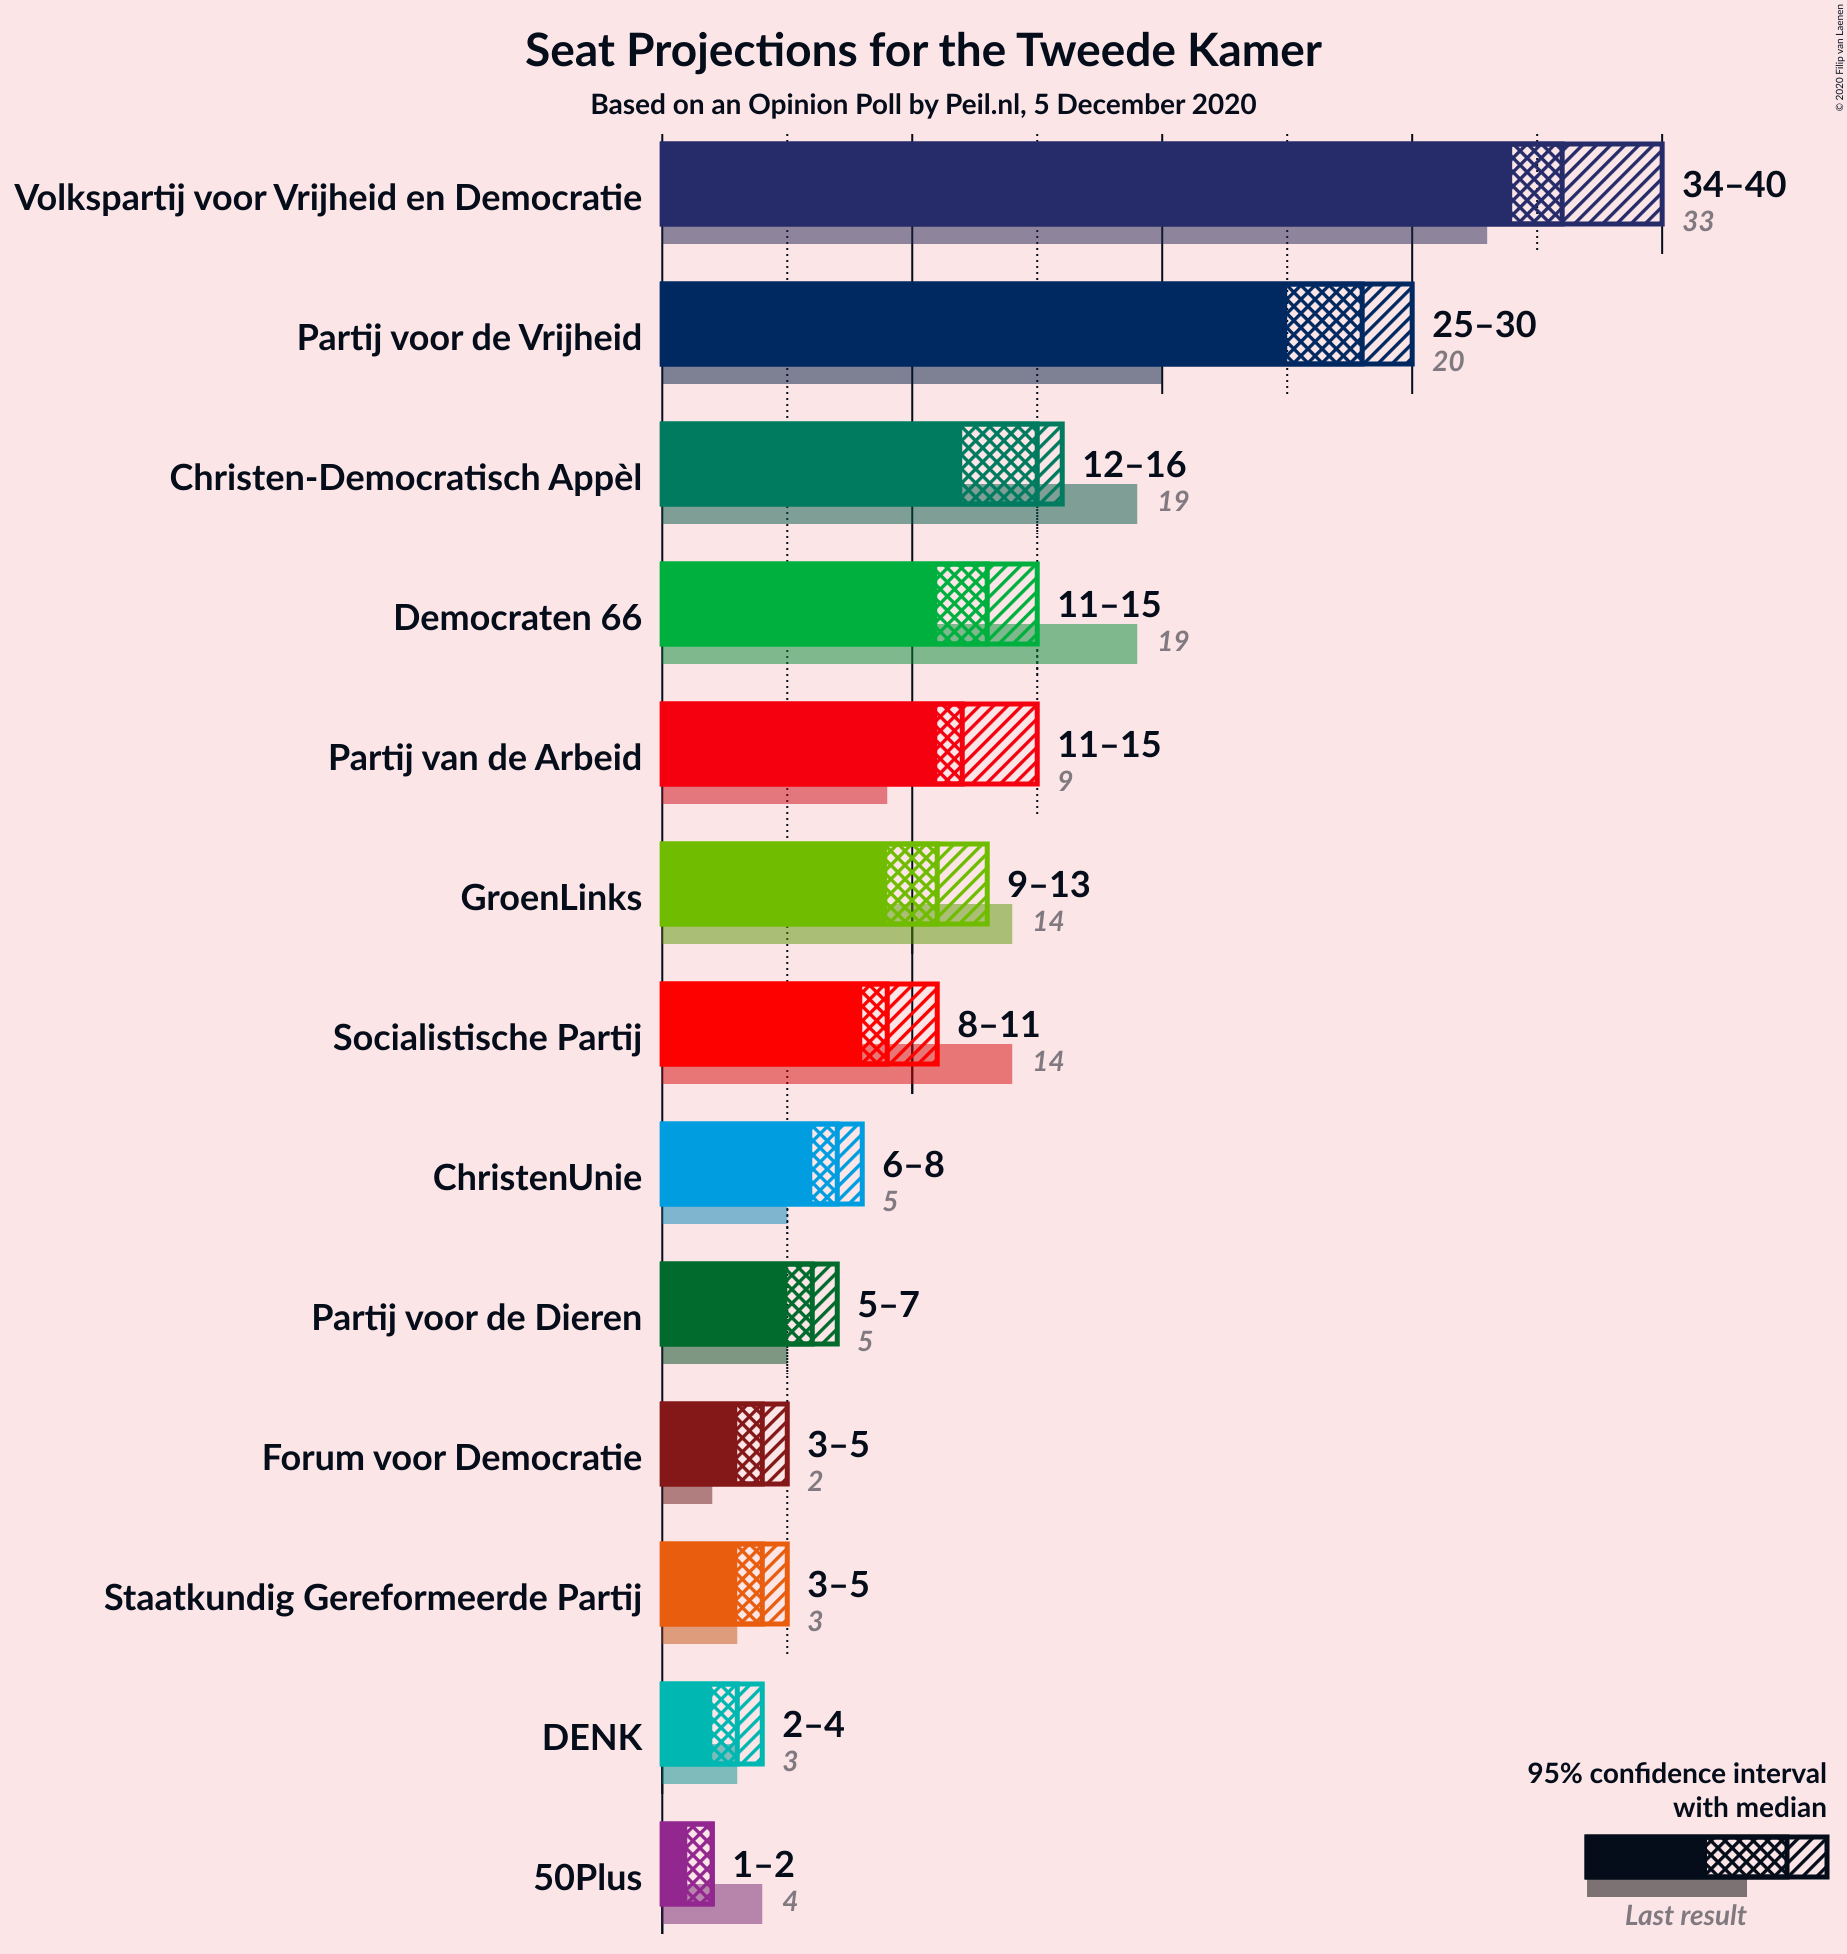 Seat Projections for the Tweede Kamer
Based on an Opinion Poll by Peil.nl, 5 December 2020
© 2020 Filip van Laenen
Volkspartij voor Vrijheid en Democratie
34–40
33
Partij voor de Vrijheid
25–30
20
Christen-Democratisch Appèl
12–16
19
Democraten 66
11–15
19
Partij van de Arbeid
11–15
9
GroenLinks
9–13
14
Socialistische Partij
8–11
14
ChristenUnie
6–8
5
Partij voor de Dieren
5–7
5
Forum voor Democratie
3–5
2
Staatkundig Gereformeerde Partij
3–5
3
DENK
2–4
3
50Plus
1–2
4
95% confidence interval
with median
Last result